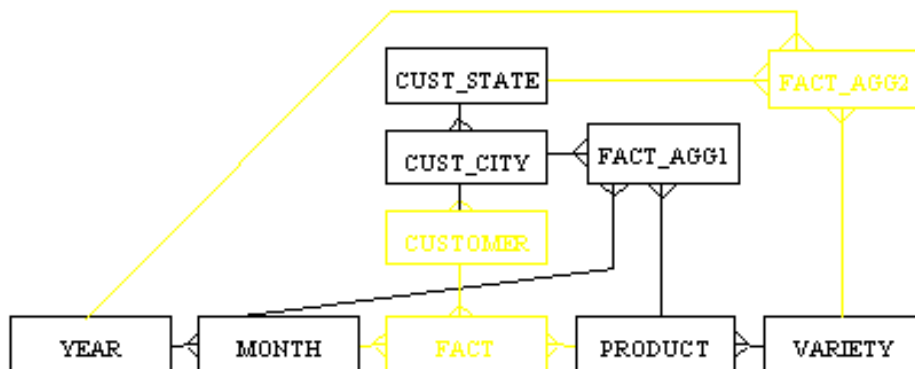 CUST_STATE
FACT_AGG2
CUST_CITY
FACT_AGG1
CUSTOMER
YEAR
MONTH
FACT
PRODUCT
VARIETY